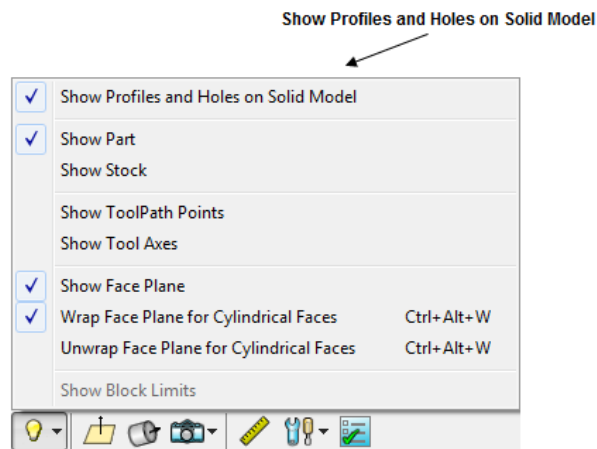 Show Profiles and Holes on Solid Model
Show Profiles and Holes on Solid Model
Show Part
Show Stock
Show ToolPath Points
Show Tool Axes
Show Face Plane
Wrap Face Plane for Cylindrical Faces Ctrl+Alt+W
Unwrap Face Plane for Cylindrical Faces Ctrl+Alt+W
Show Block Limits